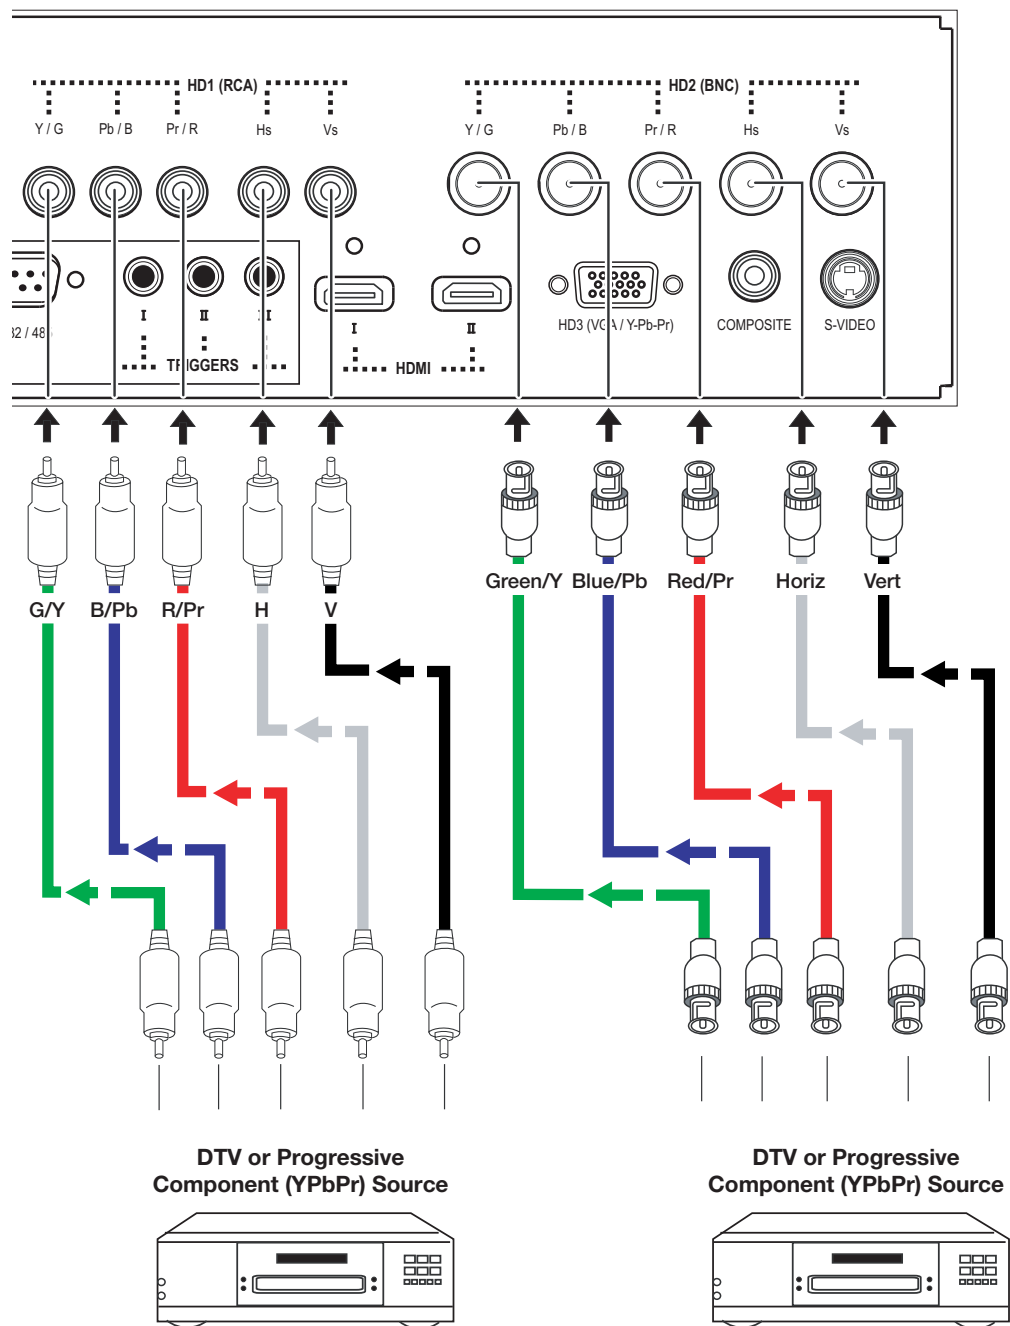 HD1 (RCA)
HD2 (BNC)
Y / G
Pb / B
Pr / R
Hs
Vs
Y / G
Pb / B
Pr / R
Hs
Vs
I
II
HD3 (VGA / Y-Pb-Pr)
COMPOSITE
S-VIDEO
TRIGGERS
I
II
HDMI
G/Y
B/Pb
R/Pr
H
V
Green/Y
Blue/Pb
Red/Pr
Horiz
Vert
DTV or Progressive
Component (YPbPr) Source
DTV or Progressive
Component (YPbPr) Source